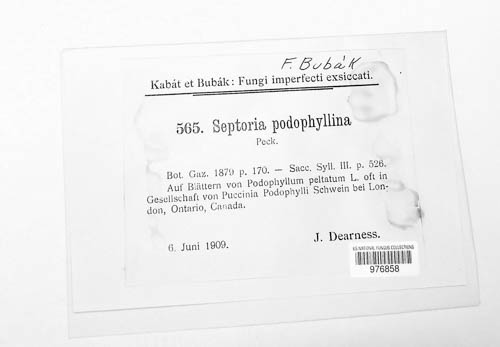 F. Bubák
Kabát et Bubák: Fungi imperfecti exsiccati.
565. Septoria podophyllina
Peck.
Bot. Gaz. 1879 p. 170. — Sacc. Syll. III. p. 526.
Auf Blättern von Podophyllum peltatum L. oft in
Gesellschaft von Puccinia Podophylli Schwein bei Lon-
don, Ontario, Canada.
6. Juni 1909.
J. Dearness.
US NATIONAL FUNGUS COLLECTIONS
976858